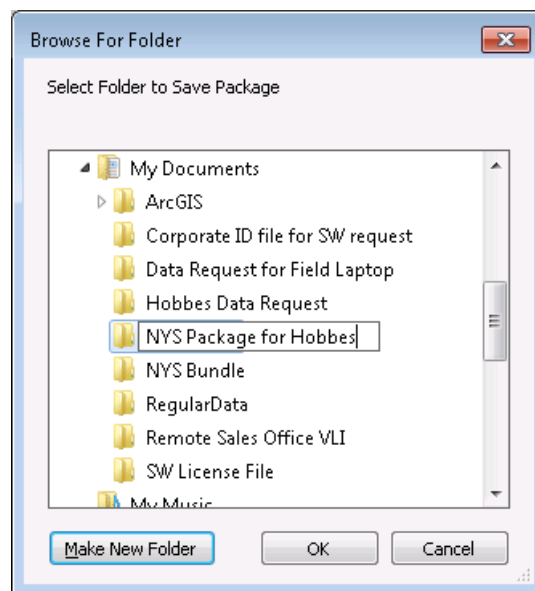 Browse For Folder
Select Folder to Save Package
My Documents
ArcGIS
Corporate ID file for SW request
Data Request for Field Laptop
Hobbes Data Request
NYS Package for Hobbes
NYS Bundle
RegularData
Remote Sales Office VLI
SW License File
My Music
Make New Folder
OK
Cancel